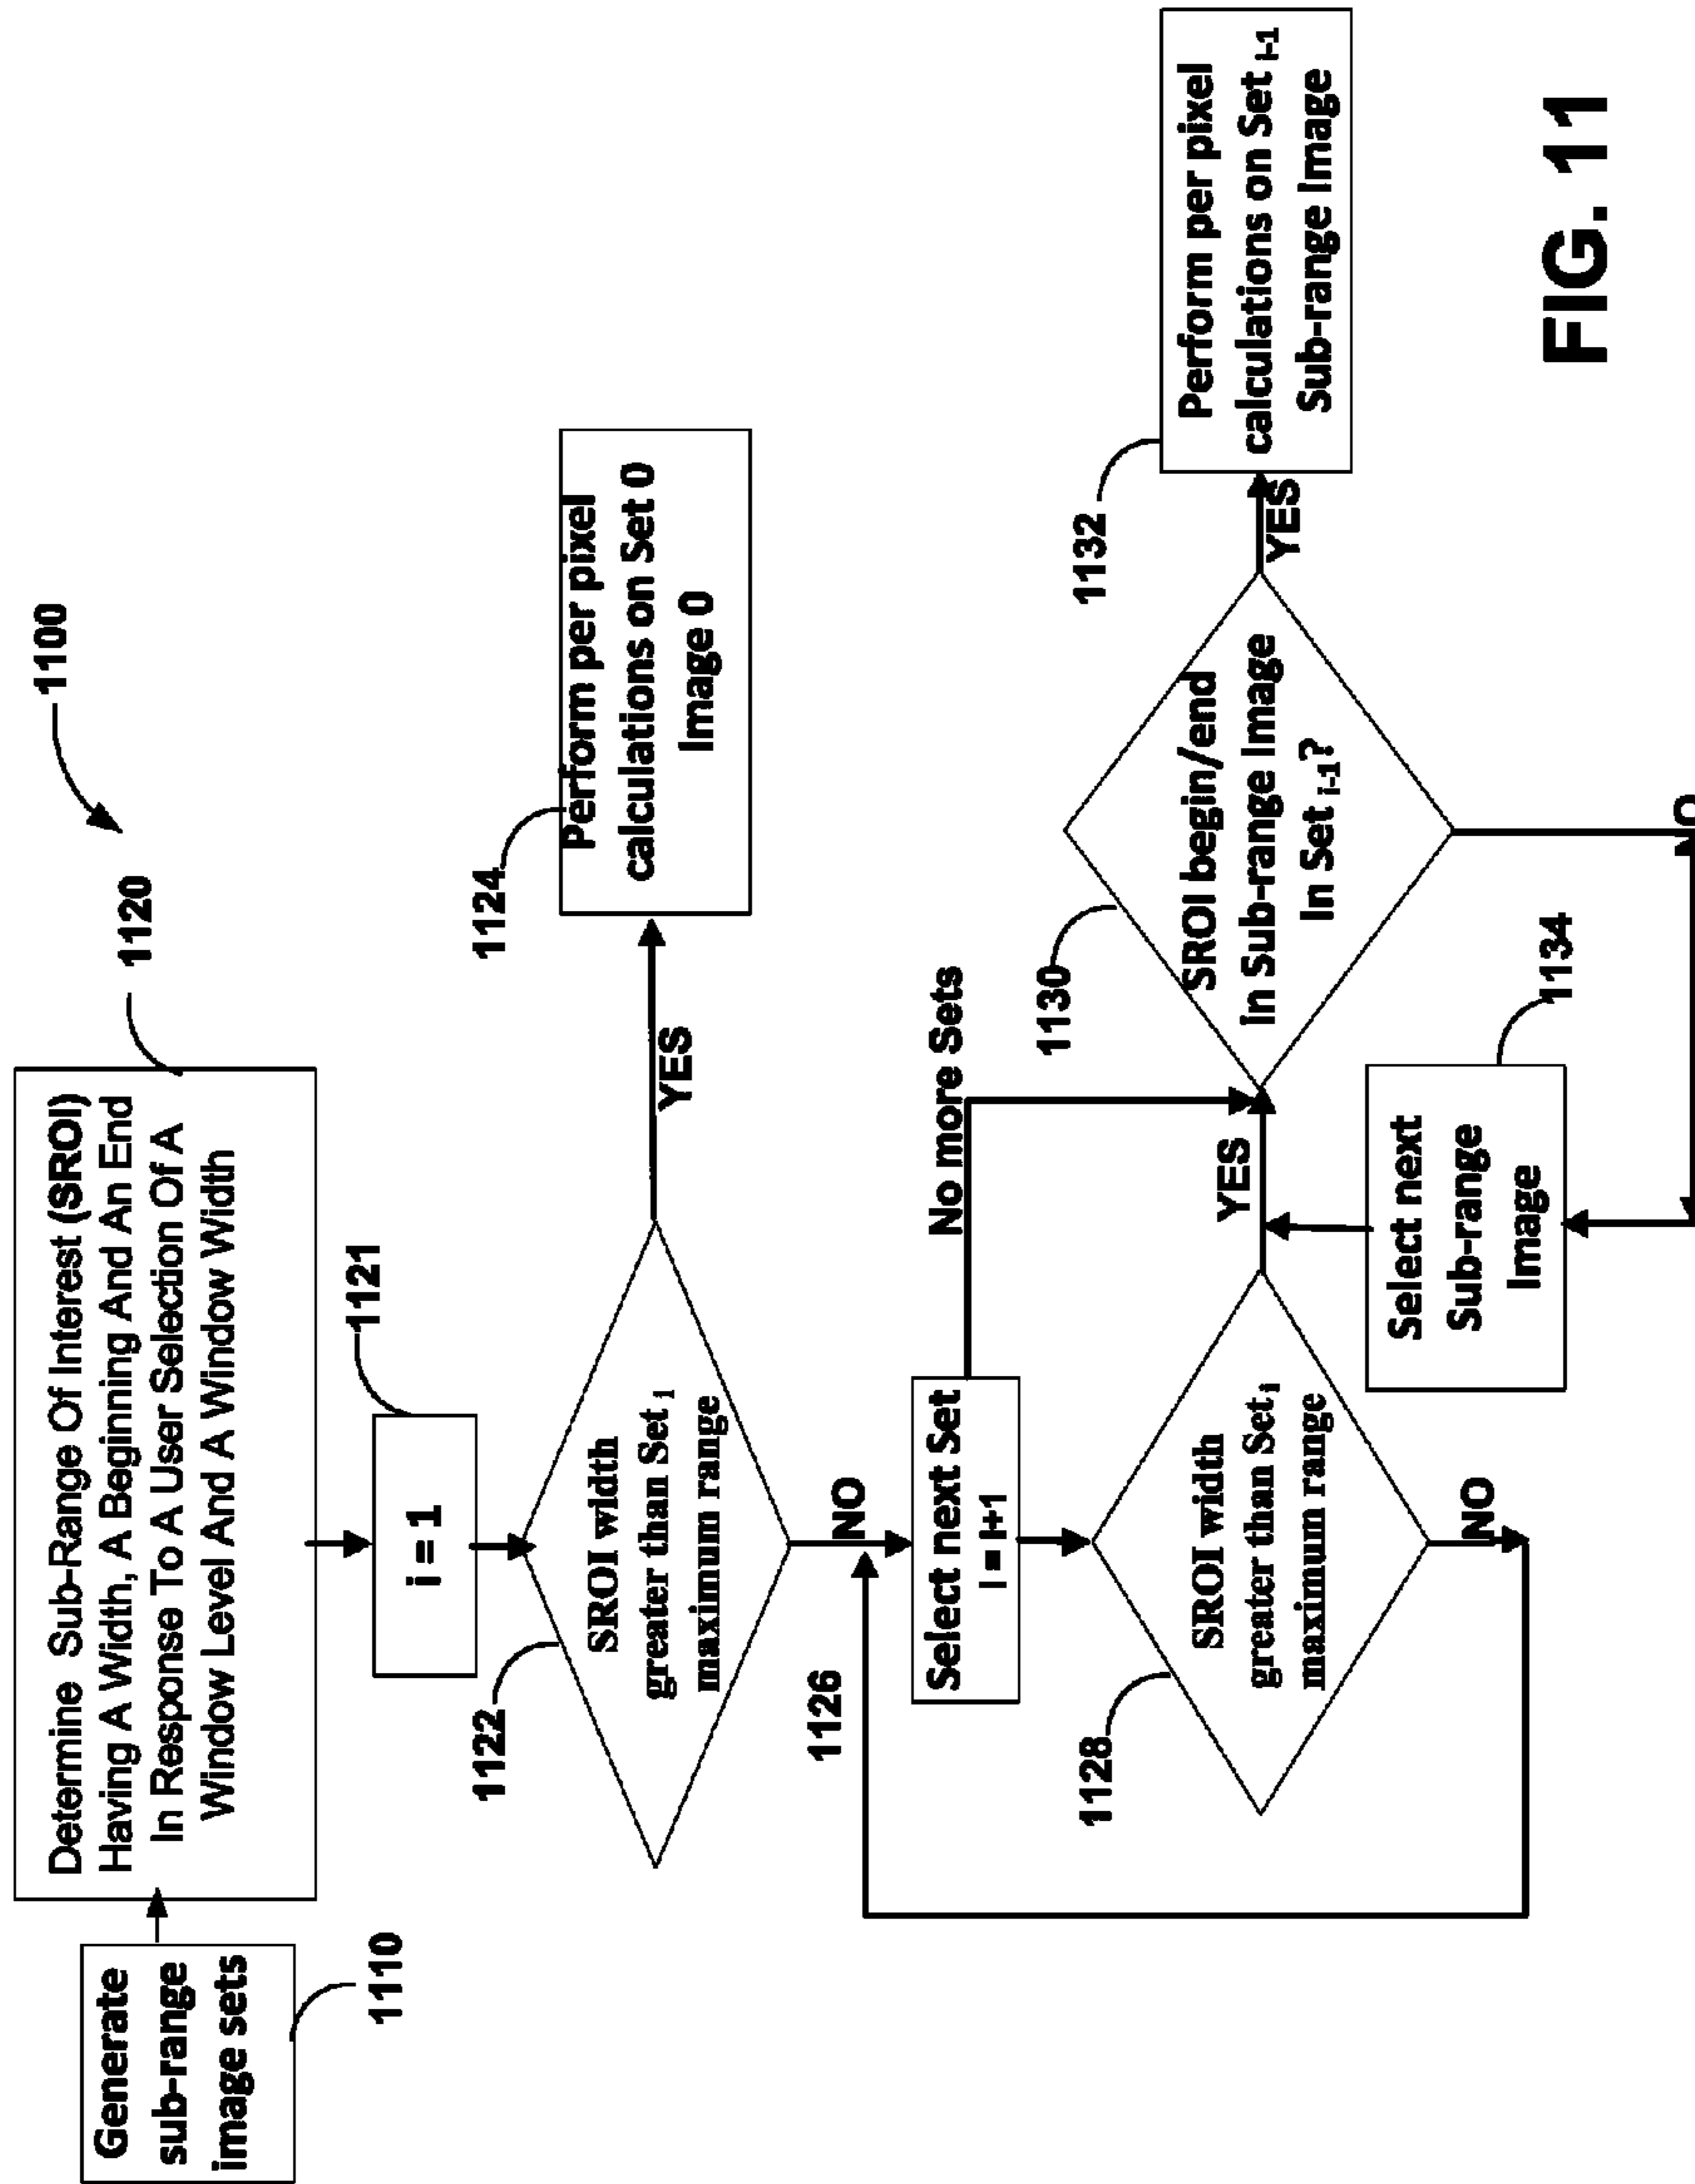 1100
Generate
sub-range
image sets
1110
Determine Sub-Range Of Interest (SROI)
Having A Width, A Beginning And An End
In Response To A User Selection Of A
Window Level And A Window Width
1120
i = 1
1121
SROI width
greater than Set i
maximum range
1122
YES
Perform per pixel
calculations on Set 0
Image 0
1124
NO
1126
Select next Set
i = i+1
No more Sets
SROI width
greater than Set i
maximum range
1128
NO
YES
SROI begin/end
in Sub-range Image
In Set i-1?
1130
YES
Perform per pixel
calculations on Set i-1
Sub-range Image
1132
NO
Select next
Sub-range
Image
1134
FIG. 11